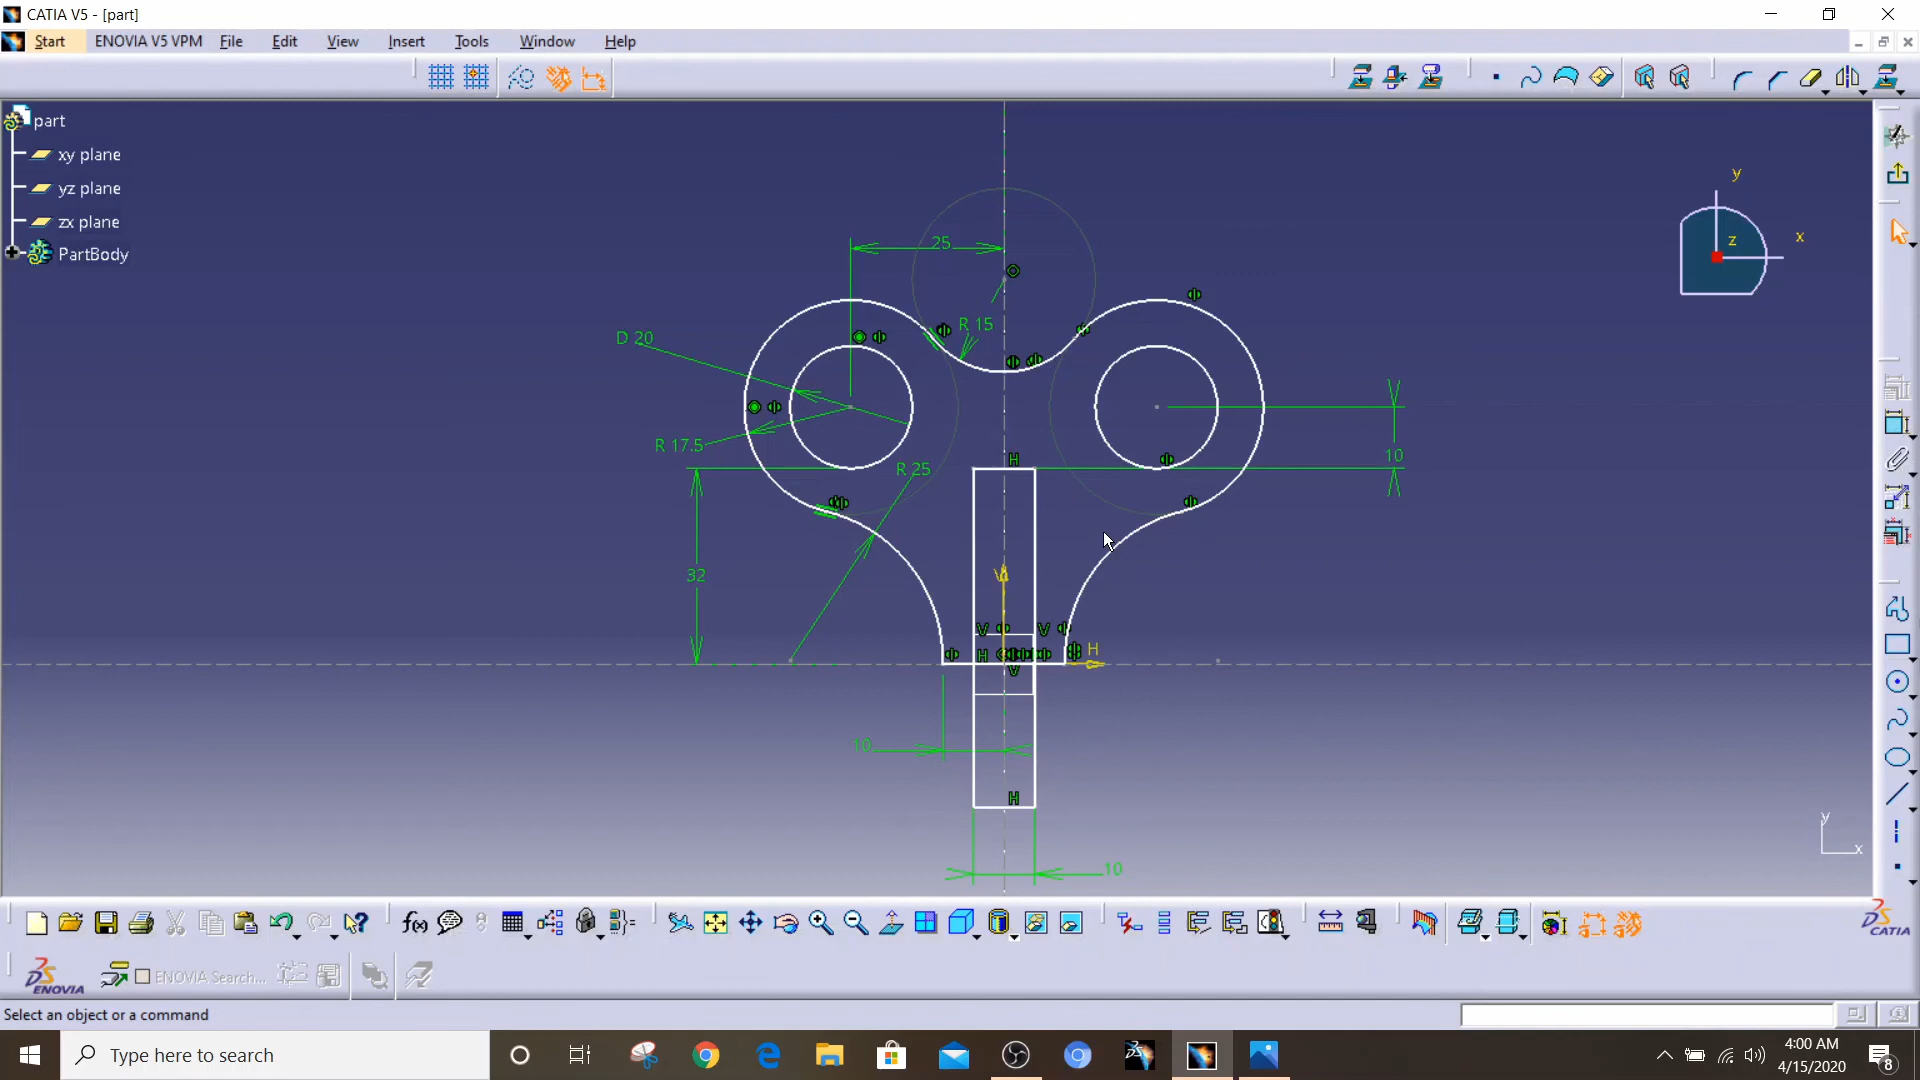 CATIA V5 - [part]
Start ENOVIA V5 VPM File Edit View Insert Tools Window Help
part
xy plane
yz plane
zx plane
PartBody
y
x
z
25
R 15
D 20
R 17.5
R 25
H
10
32
V
V V
H
H
V
10
H
10
y
x
f(x)
CATIA
ENOVIA
ENOVIA Search...
Select an object or a command
Type here to search
4:00 AM
4/15/2020
8